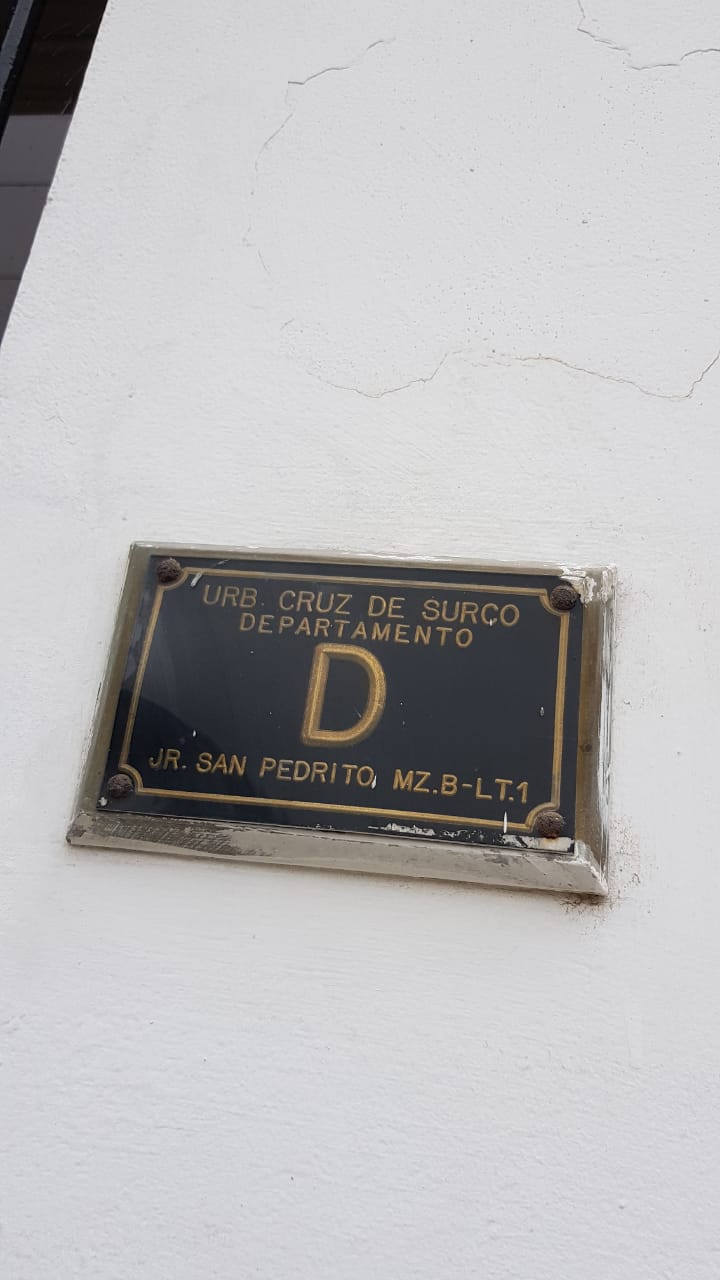 URB. CRUZ DE SURCO
DEPARTAMENTO
D
JR. SAN PEDRITO MZ.B-LT.1